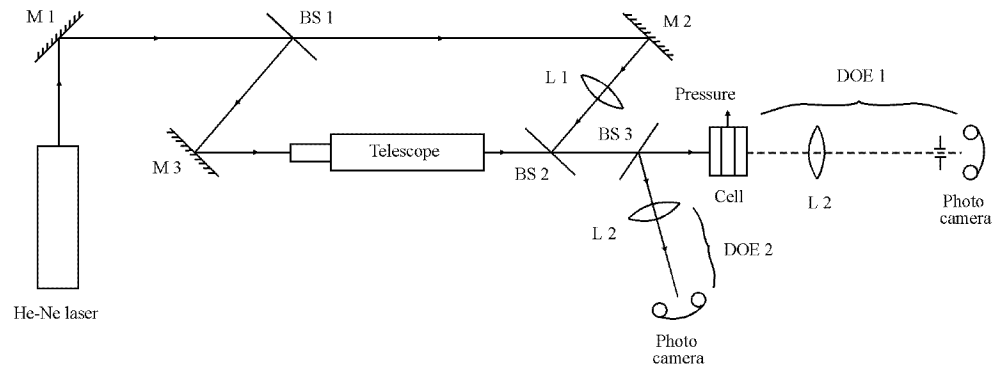 M 1
BS 1
M 2
DOE 1
L 1
Pressure
BS 3
Telescope
M 3
BS 2
Cell
L 2
Photo
camera
L 2
DOE 2
He-Ne laser
Photo
camera